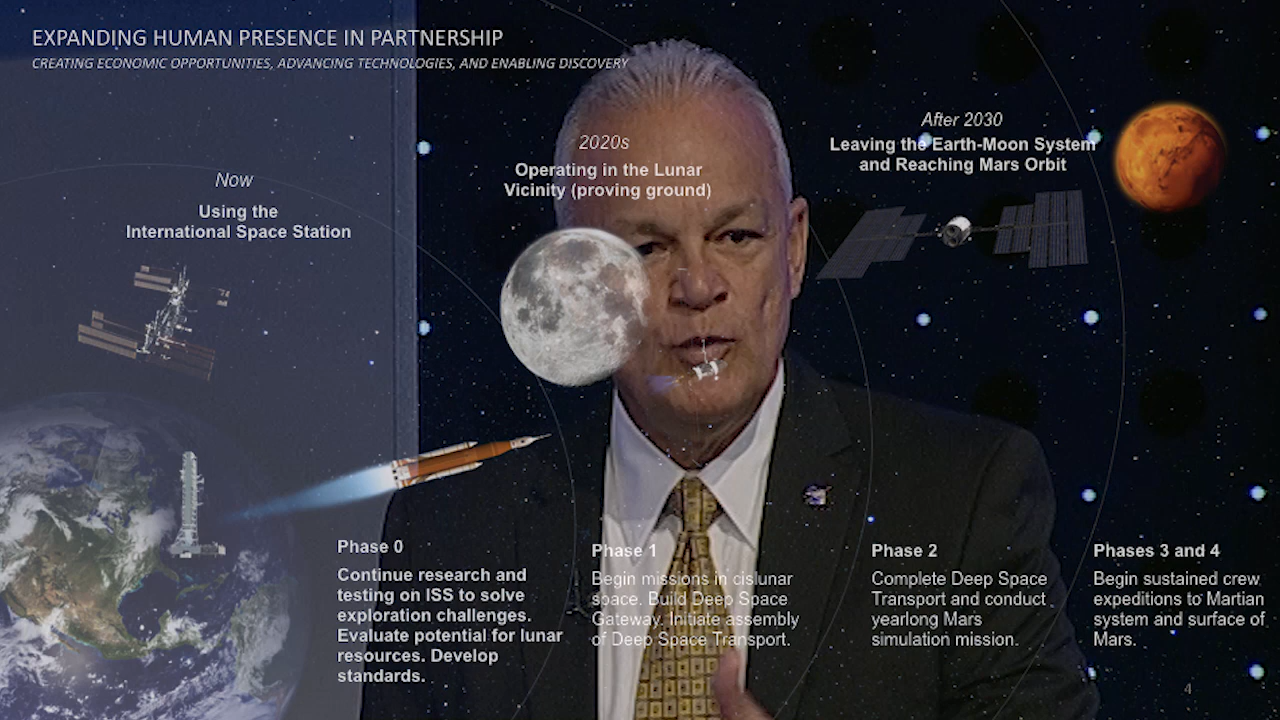 EXPANDING HUMAN PRESENCE IN PARTNERSHIP
CREATING ECONOMIC OPPORTUNITIES, ADVANCING TECHNOLOGIES, AND ENABLING DISCOVERY
Now
Using the
International Space Station
2020s
Operating in the Lunar
Vicinity (proving ground)
After 2030
Leaving the Earth-Moon System
and Reaching Mars Orbit
Phase 0
Continue research and
testing on ISS to solve
exploration challenges.
Evaluate potential for lunar
resources. Develop
standards.
Phase 1
Begin missions in cislunar
space. Build Deep Space
Gateway. Initiate assembly
of Deep Space Transport.
Phase 2
Complete Deep Space
Transport and conduct
yearlong Mars
simulation mission.
Phases 3 and 4
Begin sustained crew
expeditions to Martian
system and surface of
Mars.
4